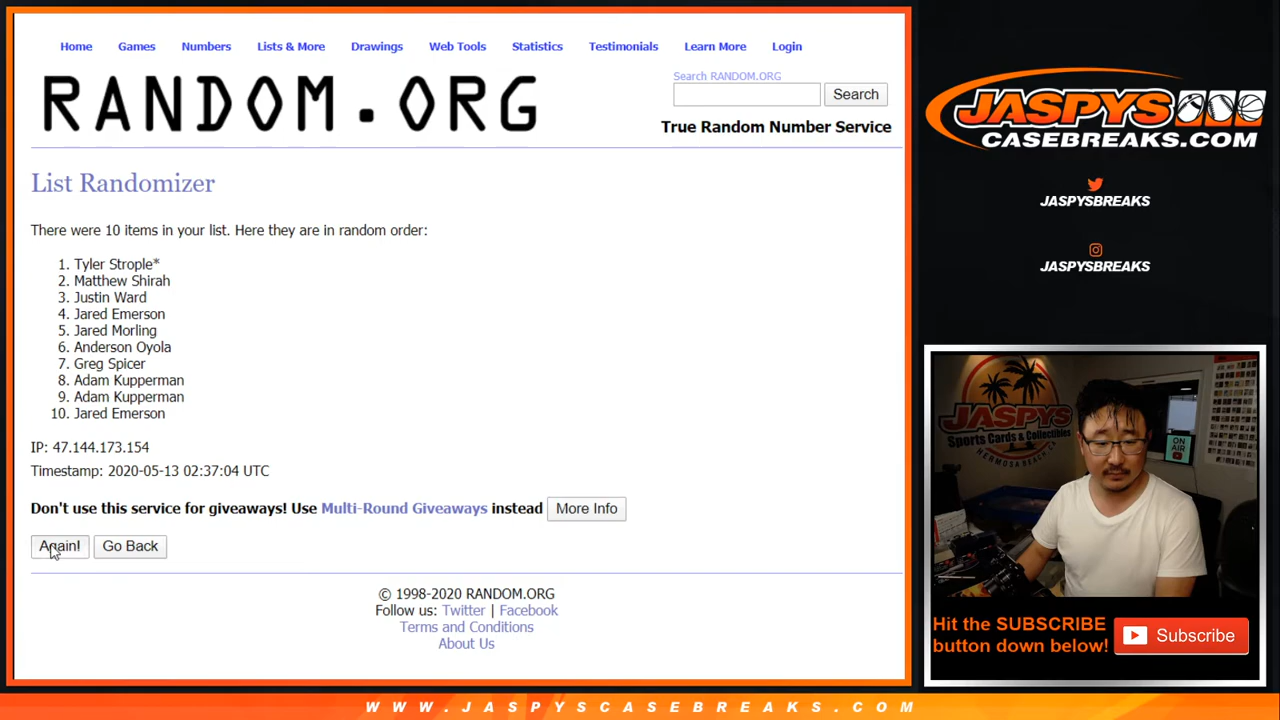 Home Games Numbers Lists & More Drawings Web Tools Statistics Testimonials Learn More Login
RANDOM.ORG
Search RANDOM.ORG
Search
True Random Number Service
List Randomizer
There were 10 items in your list. Here they are in random order:
1. Tyler Strople*
2. Matthew Shirah
3. Justin Ward
4. Jared Emerson
5. Jared Morling
6. Anderson Oyola
7. Greg Spicer
8. Adam Kupperman
9. Adam Kupperman
10. Jared Emerson
IP: 47.144.173.154
Timestamp: 2020-05-13 02:37:04 UTC
Don't use this service for giveaways! Use Multi-Round Giveaways instead More Info
Again! Go Back
© 1998-2020 RANDOM.ORG
Follow us: Twitter | Facebook
Terms and Conditions
About Us
JASPYS
CASEBREAKS.COM
JASPYSBREAKS
JASPYSBREAKS
JASPYS
Sports Cards & Collectibles
HERMOSA BEACH, CA
ON
AIR
Hit the SUBSCRIBE
button down below!
Subscribe
WWW.JASPYSCASEBREAKS.COM